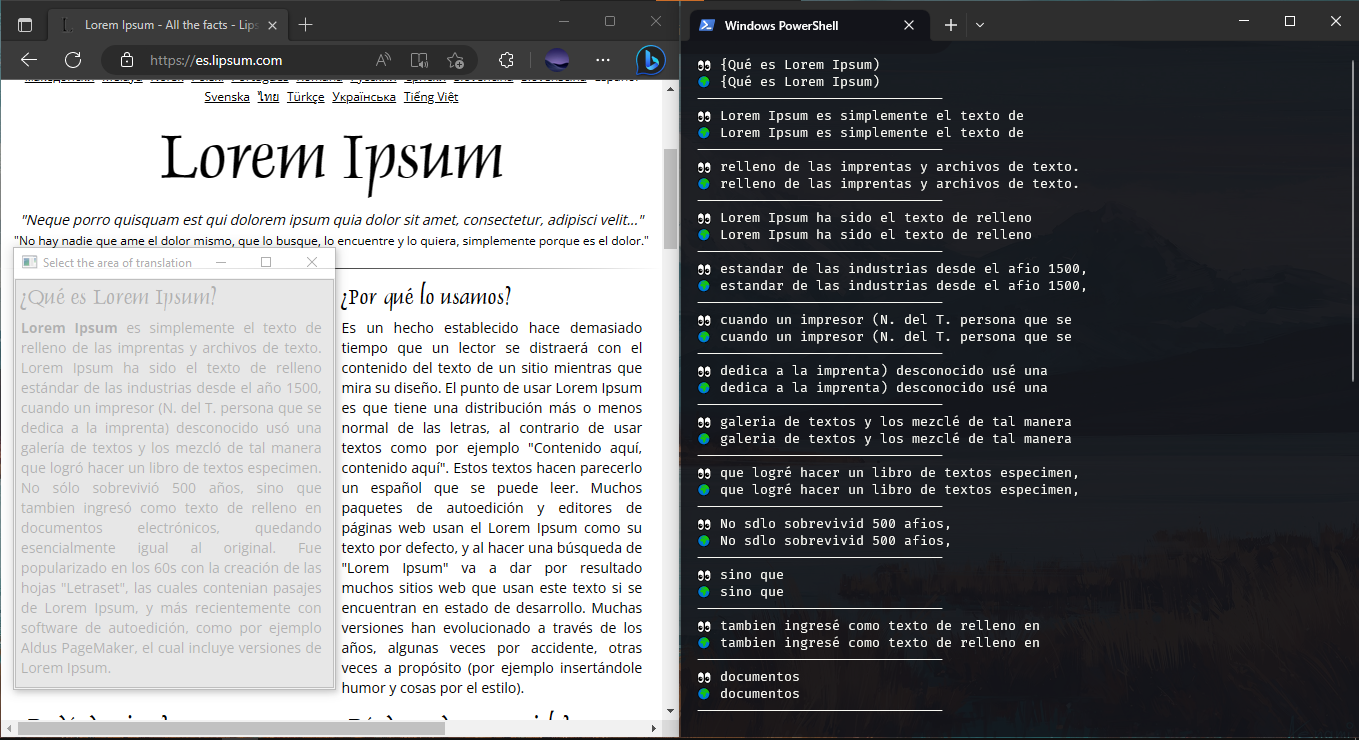 Lorem Ipsum - All the facts - Lips
https://es.lipsum.com
Svenska ไทย Türkçe Українська Tiếng Việt
Lorem Ipsum
"Neque porro quisquam est qui dolorem ipsum quia dolor sit amet, consectetur, adipisci velit..."
"No hay nadie que ame el dolor mismo, que lo busque, lo encuentre y lo quiera, simplemente porque es el dolor."
Select the area of translation
¿Qué es Lorem Ipsum?
Lorem Ipsum es simplemente el texto de
relleno de las imprentas y archivos de texto.
Lorem Ipsum ha sido el texto de relleno
estándar de las industrias desde el año 1500,
cuando un impresor (N. del T. persona que se
dedica a la imprenta) desconocido usó una
galería de textos y los mezcló de tal manera
que logró hacer un libro de textos especimen.
No sólo sobrevivió 500 años, sino que
tambien ingresó como texto de relleno en
documentos electrónicos, quedando
esencialmente igual al original. Fue
popularizado en los 60s con la creación de las
hojas "Letraset", las cuales contenian pasajes
de Lorem Ipsum, y más recientemente con
software de autoedición, como por ejemplo
Aldus PageMaker, el cual incluye versiones de
Lorem Ipsum.
¿Por qué lo usamos?
Es un hecho establecido hace demasiado
tiempo que un lector se distraerá con el
contenido del texto de un sitio mientras que
mira su diseño. El punto de usar Lorem Ipsum
es que tiene una distribución más o menos
normal de las letras, al contrario de usar
textos como por ejemplo "Contenido aquí,
contenido aquí". Estos textos hacen parecerlo
un español que se puede leer. Muchos
paquetes de autoedición y editores de
páginas web usan el Lorem Ipsum como su
texto por defecto, y al hacer una búsqueda de
"Lorem Ipsum" va a dar por resultado
muchos sitios web que usan este texto si se
encuentran en estado de desarrollo. Muchas
versiones han evolucionado a través de los
años, algunas veces por accidente, otras
veces a propósito (por ejemplo insertándole
humor y cosas por el estilo).
Windows PowerShell
{Qué es Lorem Ipsum)
{Qué es Lorem Ipsum)
Lorem Ipsum es simplemente el texto de
Lorem Ipsum es simplemente el texto de
relleno de las imprentas y archivos de texto.
relleno de las imprentas y archivos de texto.
Lorem Ipsum ha sido el texto de relleno
Lorem Ipsum ha sido el texto de relleno
estandar de las industrias desde el afio 1500,
estandar de las industrias desde el afio 1500,
cuando un impresor (N. del T. persona que se
cuando un impresor (N. del T. persona que se
dedica a la imprenta) desconocido usé una
dedica a la imprenta) desconocido usé una
galeria de textos y los mezclé de tal manera
galeria de textos y los mezclé de tal manera
que logré hacer un libro de textos especimen,
que logré hacer un libro de textos especimen,
No sdlo sobrevivid 500 afios,
No sdlo sobrevivid 500 afios,
sino que
sino que
tambien ingresé como texto de relleno en
tambien ingresé como texto de relleno en
documentos
documentos